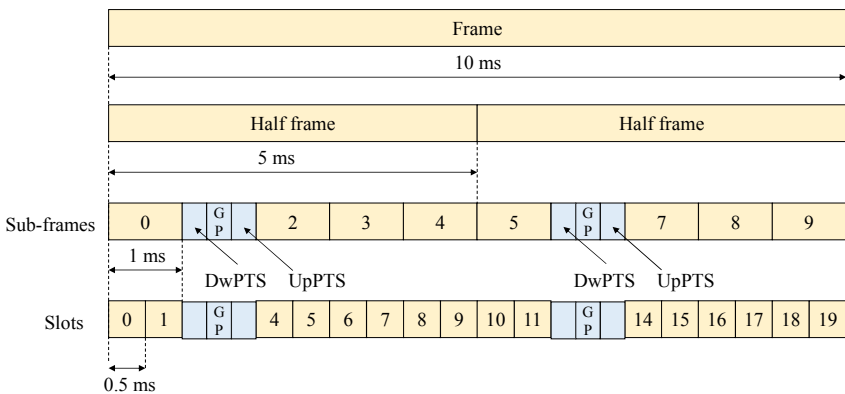 Frame
10 ms
Half frame Half frame
5 ms
Sub-frames 0 G P 2 3 4 5 G P 7 8 9
1 ms
DwPTS UpPTS DwPTS UpPTS
Slots 0 1 G P 4 5 6 7 8 9 10 11 G P 14 15 16 17 18 19
0.5 ms